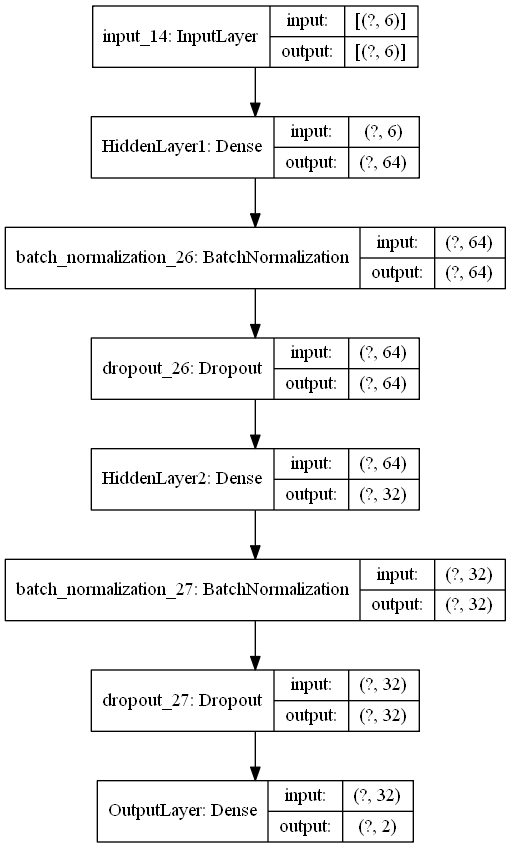 input_14: InputLayer
input: [(?, 6)]
output: [(?, 6)]
HiddenLayer1: Dense
input: (?, 6)
output: (?, 64)
batch_normalization_26: BatchNormalization
input: (?, 64)
output: (?, 64)
dropout_26: Dropout
input: (?, 64)
output: (?, 64)
HiddenLayer2: Dense
input: (?, 64)
output: (?, 32)
batch_normalization_27: BatchNormalization
input: (?, 32)
output: (?, 32)
dropout_27: Dropout
input: (?, 32)
output: (?, 32)
OutputLayer: Dense
input: (?, 32)
output: (?, 2)